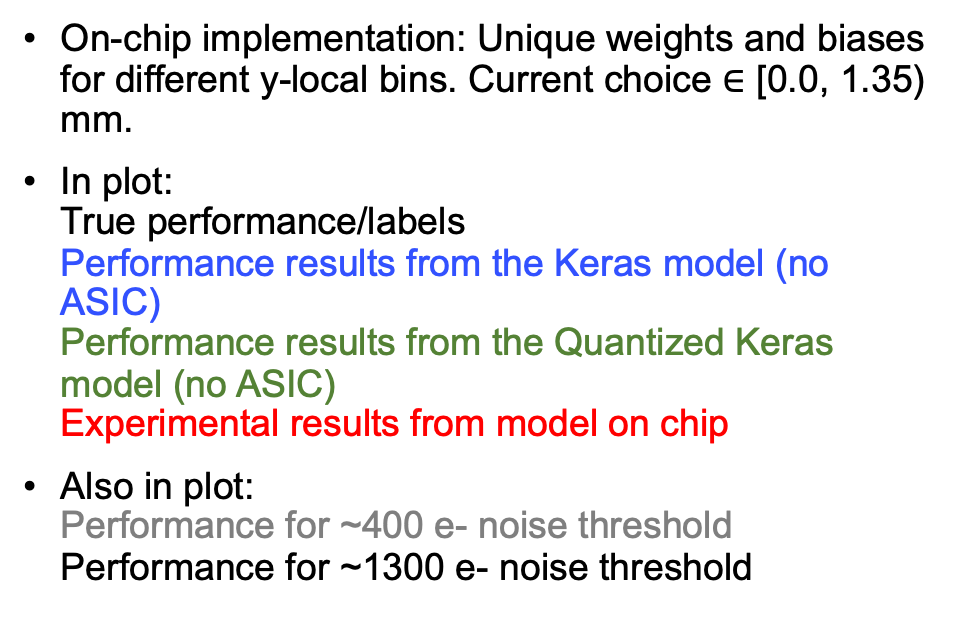 • On-chip implementation: Unique weights and biases
for different y-local bins. Current choice ∈ [0.0, 1.35)
mm.
• In plot:
True performance/labels
Performance results from the Keras model (no
ASIC)
Performance results from the Quantized Keras
model (no ASIC)
Experimental results from model on chip
• Also in plot:
Performance for ~400 e- noise threshold
Performance for ~1300 e- noise threshold